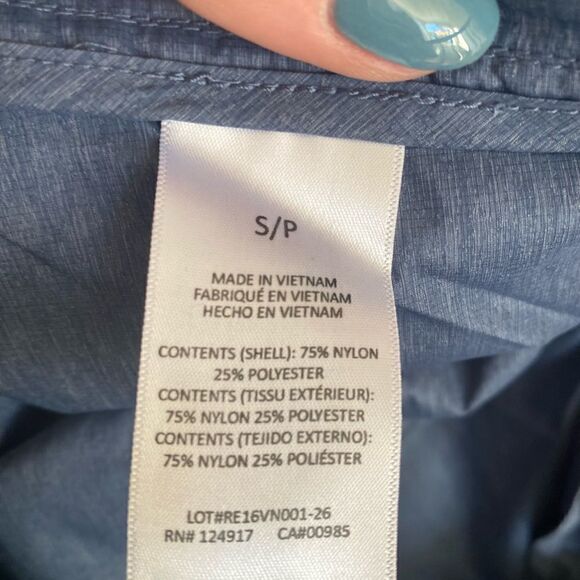 S/P
MADE IN VIETNAM
FABRIQUÉ EN VIETNAM
HECHO EN VIETNAM
CONTENTS (SHELL): 75% NYLON
25% POLYESTER
CONTENTS (TISSU EXTÉRIEUR):
75% NYLON 25% POLYESTER
CONTENTS (TEJIDO EXTERNO):
75% NYLON 25% POLIÉSTER
LOT#RE16VN001-26
RN# 124917 CA#00985